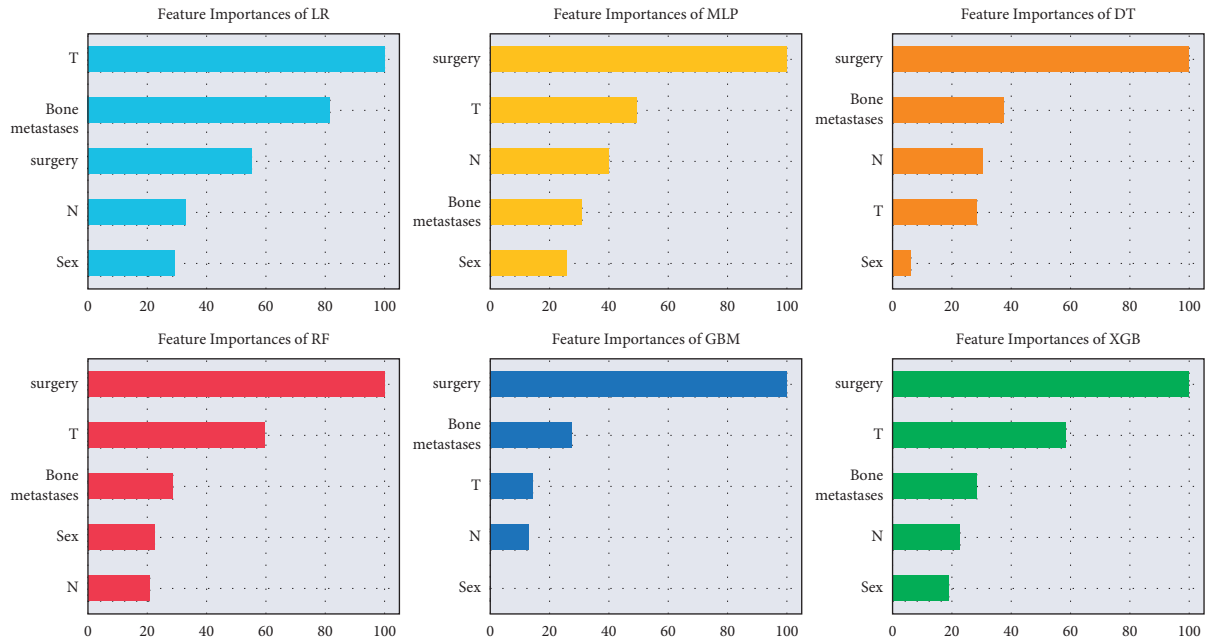 Feature Importances of LR
T
Bone
metastases
surgery
N
Sex
0 20 40 60 80 100
Feature Importances of MLP
surgery
T
N
Bone
metastases
Sex
0 20 40 60 80 100
Feature Importances of DT
surgery
Bone
metastases
N
T
Sex
0 20 40 60 80 100
Feature Importances of RF
surgery
T
Bone
metastases
Sex
N
0 20 40 60 80 100
Feature Importances of GBM
surgery
Bone
metastases
T
N
Sex
0 20 40 60 80 100
Feature Importances of XGB
surgery
T
Bone
metastases
N
Sex
0 20 40 60 80 100